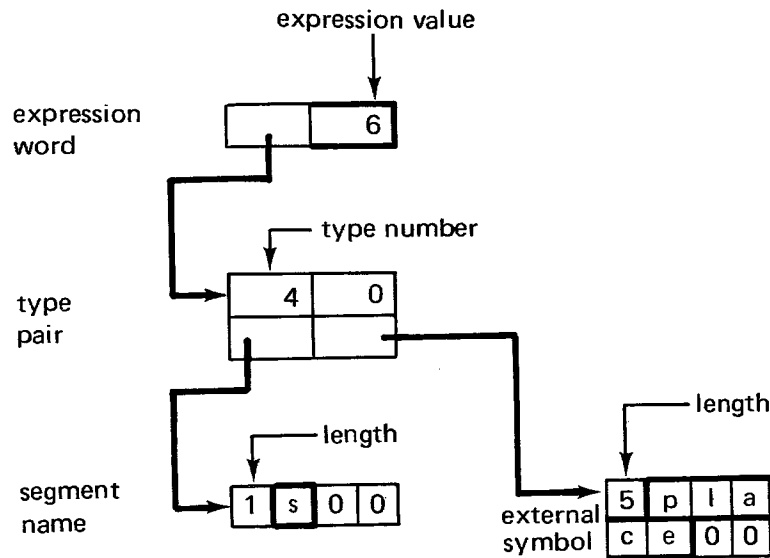 expression value
expression
word
6
type number
type
pair
4 0
length
length
segment
name
1 s 0 0
external
symbol
5 p l a
c e 0 0